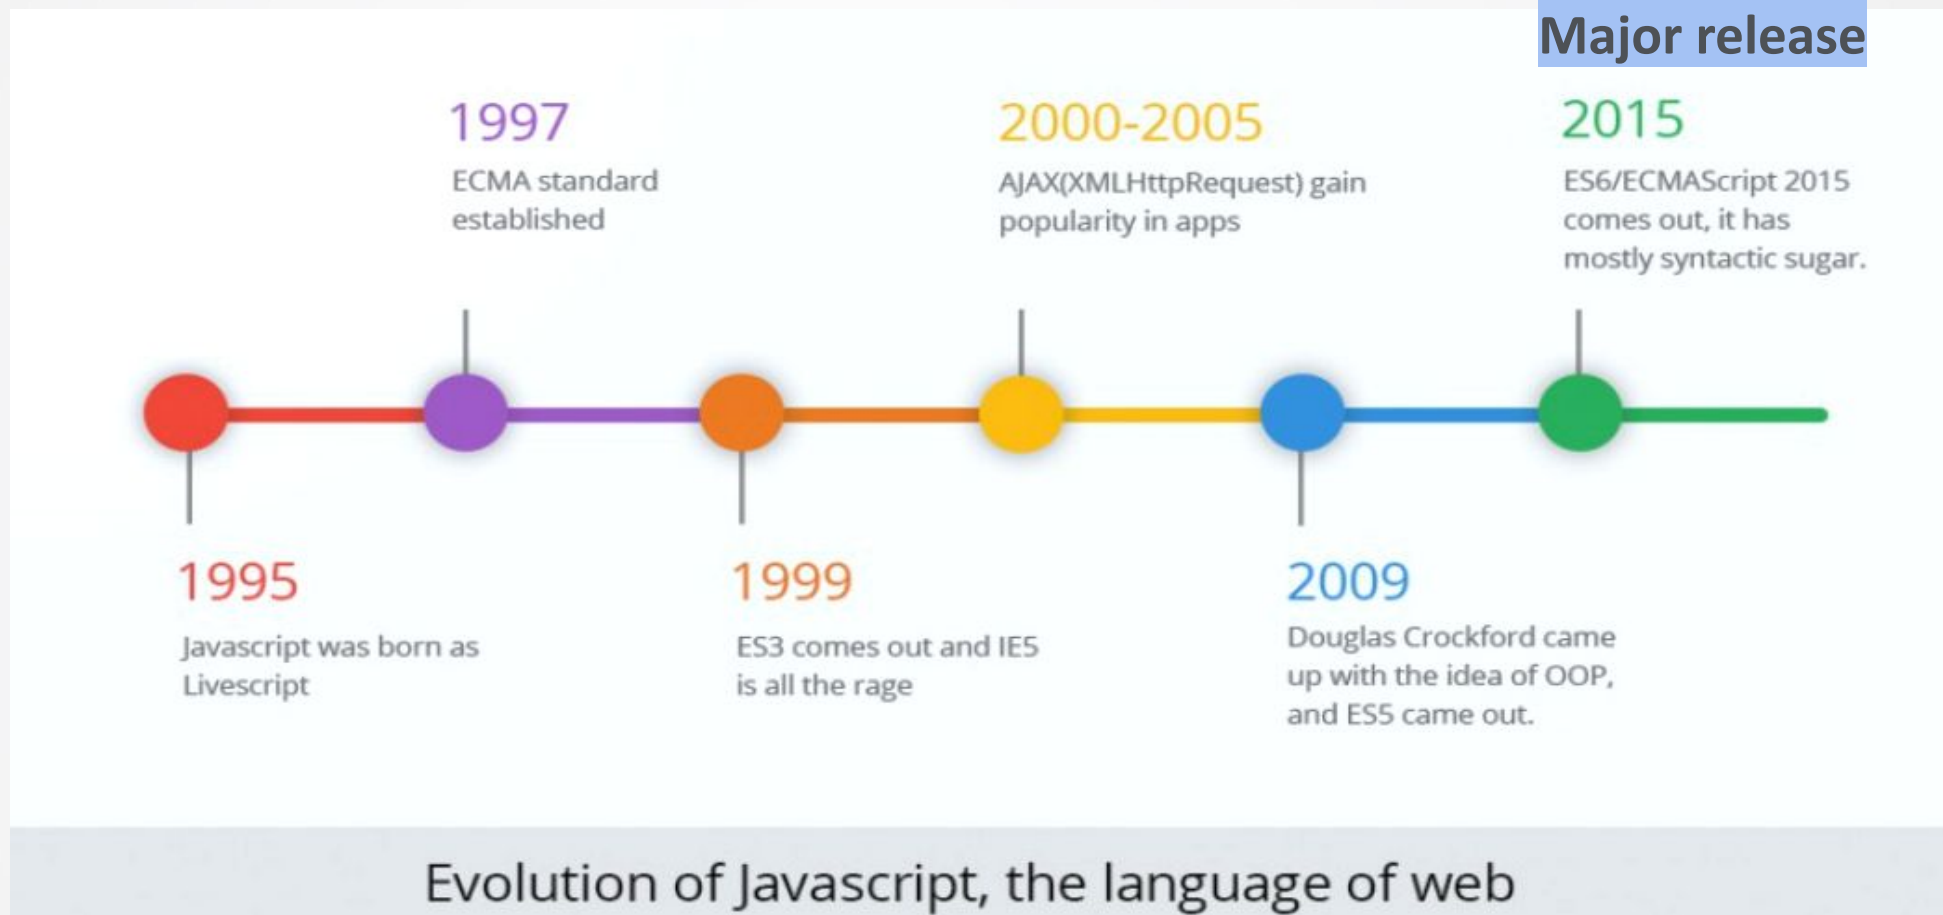 Major release
1997
ECMA standard
established
2000-2005
AJAX(XMLHttpRequest) gain
popularity in apps
2015
ES6/ECMAScript 2015
comes out, it has
mostly syntactic sugar.
1995
Javascript was born as
Livescript
1999
ES3 comes out and IE5
is all the rage
2009
Douglas Crockford came
up with the idea of OOP,
and ES5 came out.
Evolution of Javascript, the language of web